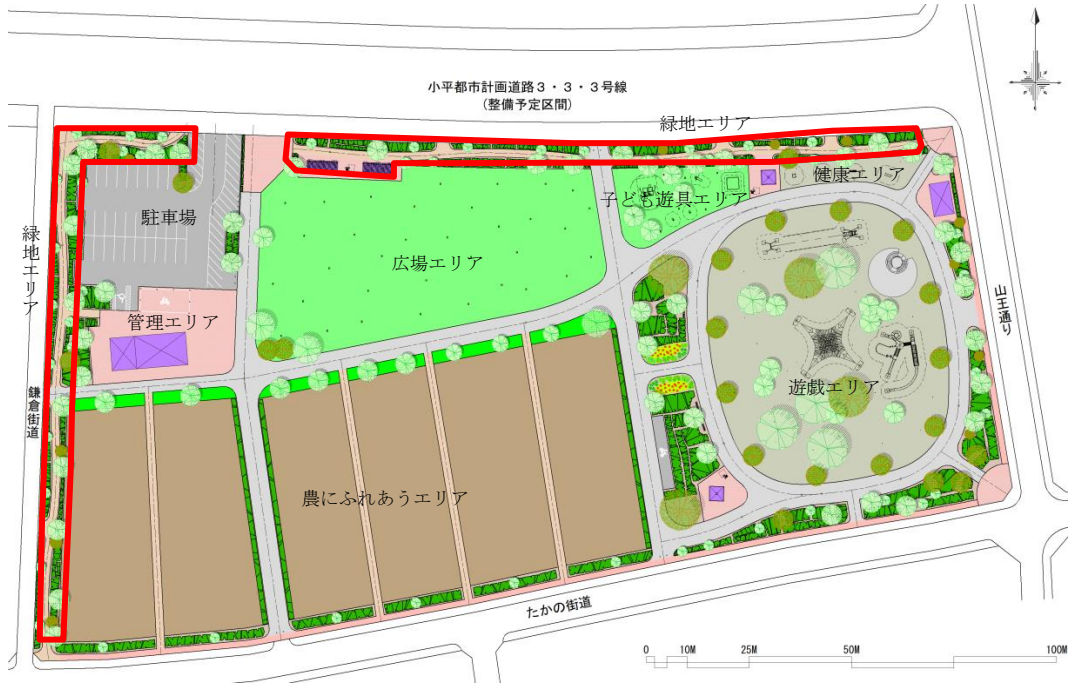 小平都市計画道路３・３・３号線
(整備予定区間)
緑地エリア
健康エリア
子ども遊具エリア
駐車場
緑地エリア
広場エリア
山王通り
管理エリア
遊戯エリア
鎌倉街道
農にふれあうエリア
たかの街道
0 10M 25M 50M 100M